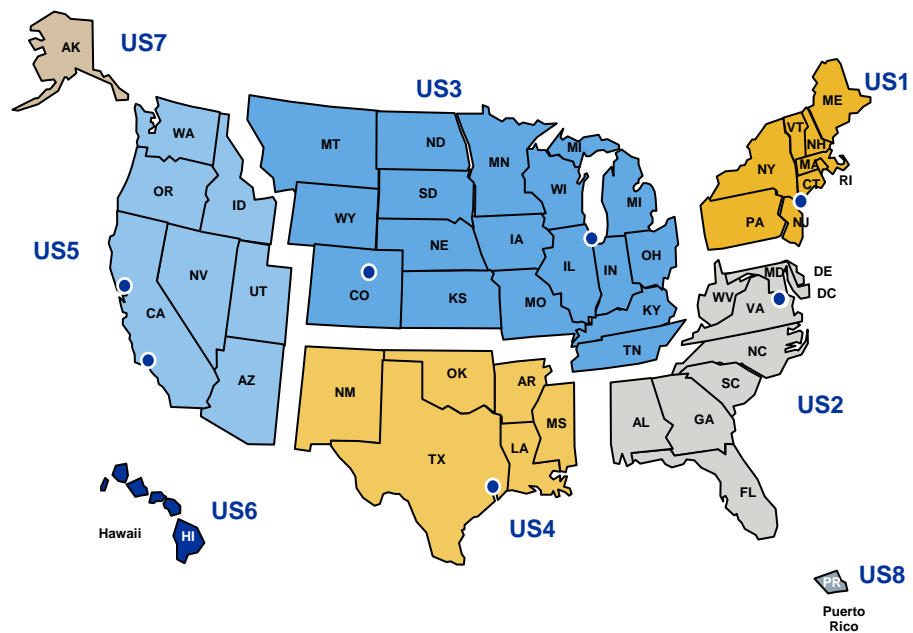 US7
AK
US1
US3
ME
WA
VT
NH
MT
ND
MN
MI
NY
MA
RI
CT
OR
ID
SD
WI
MI
WY
PA
NJ
US5
IA
NE
OH
NV
UT
IL
IN
CO
KS
MO
KY
CA
WV
MD
DE
DC
VA
TN
NC
AZ
NM
OK
AR
SC
US2
MS
AL
GA
LA
TX
FL
US6
US4
Hawaii
HI
US8
PR
Puerto
Rico